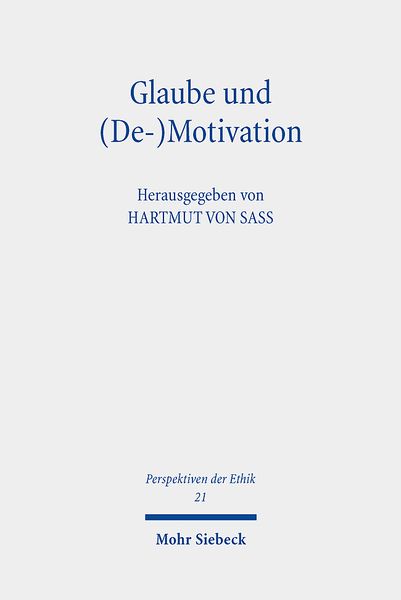 Glaube und
(De-)Motivation
Herausgegeben von
HARTMUT VON SASS
Perspektiven der Ethik
21
Mohr Siebeck